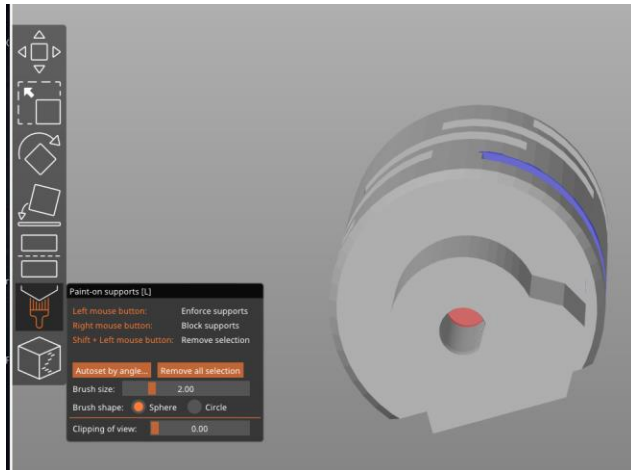 Paint-on supports [L]
Left mouse button: Enforce supports
Right mouse button: Block supports
Shift + Left mouse button: Remove selection
Autoset by angle... Remove all selection
Brush size: 2.00
Brush shape: Sphere Circle
Clipping of view: 0.00